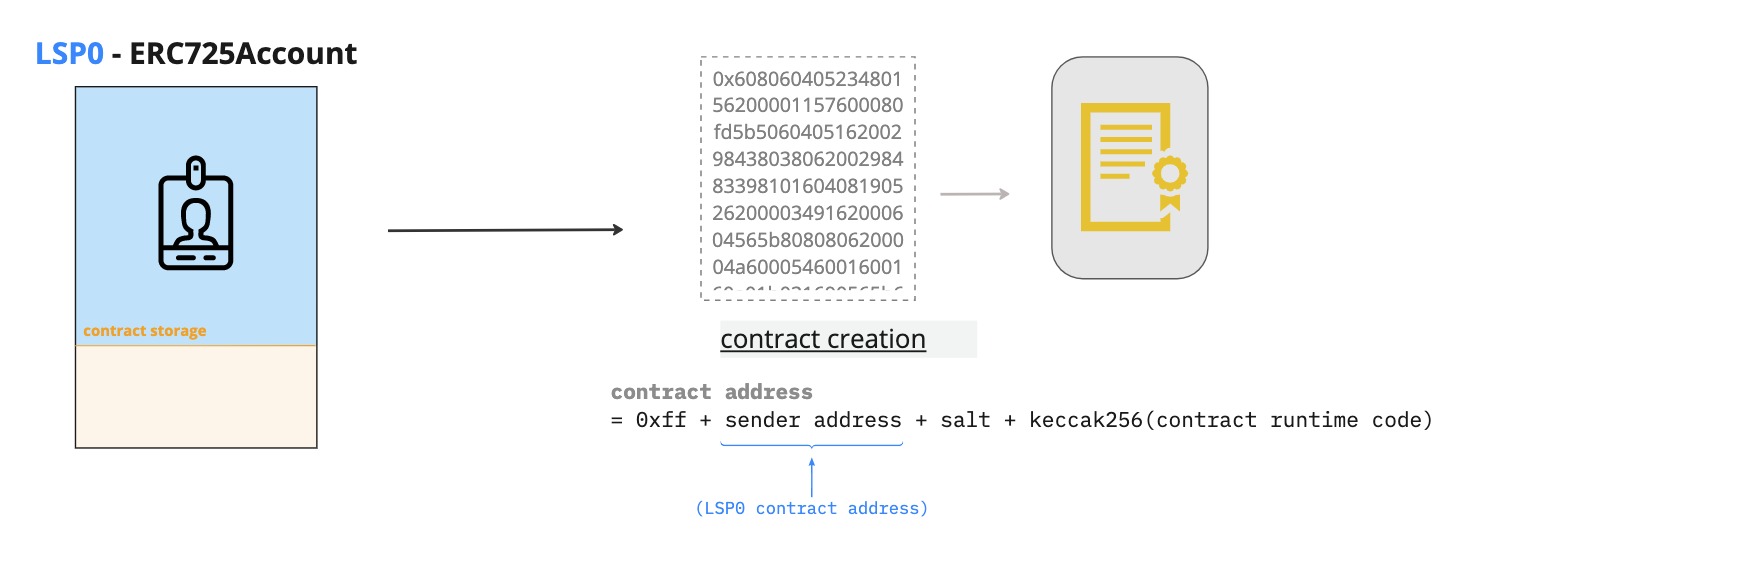 LSP0 - ERC725Account
contract storage
0x608060405234801
56200001157600080
fd5b5060405162002
98438038062002984
83398101604081905
26200003491620006
04565b80808062000
04a60005460016001
contract creation
contract address
= 0xff + sender address + salt + keccak256(contract runtime code)
(LSP0 contract address)